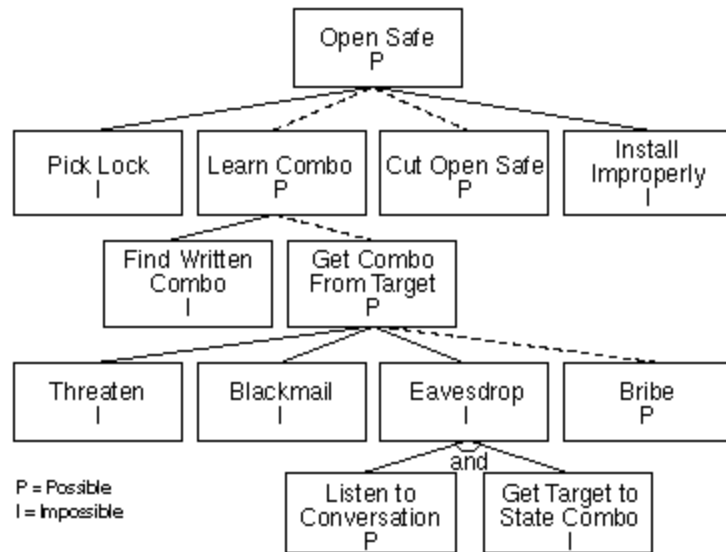 Open Safe
P
Pick Lock
I
Learn Combo
P
Cut Open Safe
P
Install
Improperly
I
Find Written
Combo
I
Get Combo
From Target
P
Threaten
I
Blackmail
I
Eavesdrop
I
Bribe
P
and
Listen to
Conversation
P
Get Target to
State Combo
I
P = Possible
I = Impossible